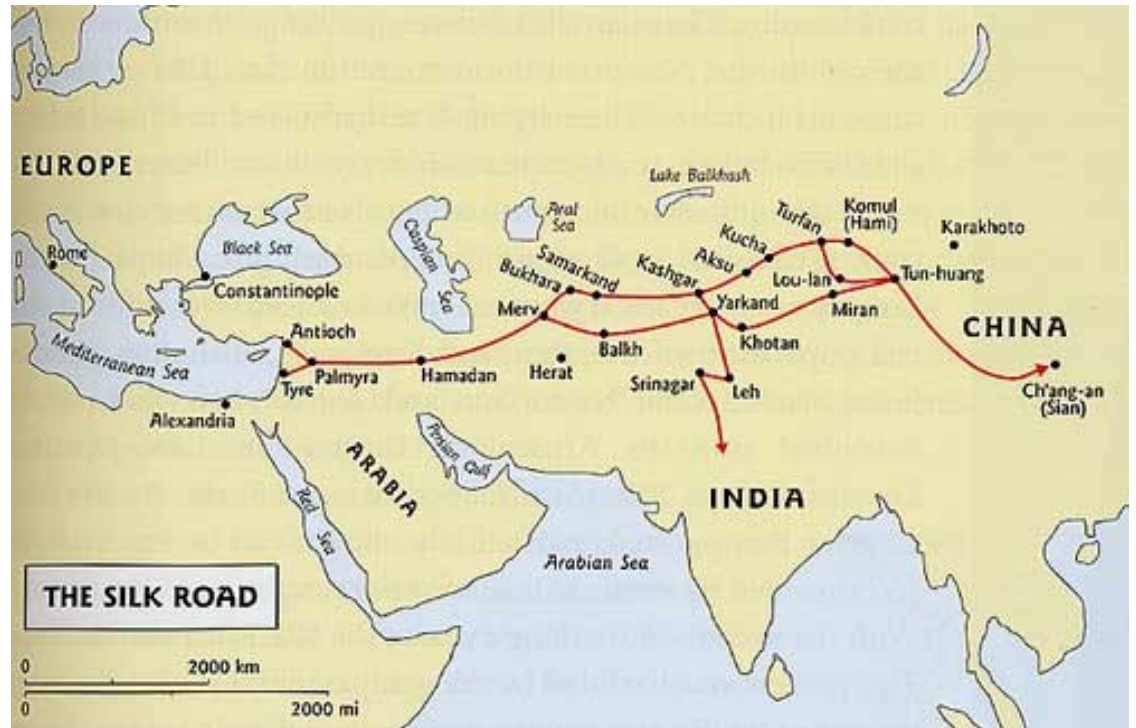 EUROPE
Rome
Black Sea
Constantinople
Mediterranean Sea
Antioch
Tyre
Palmyra
Alexandria
Caspian
Sea
Aral
Sea
Lake Balkhash
Hamadan
Merv
Bukhara
Samarkand
Herat
Balkh
Kashgar
Yarkand
Aksu
Kucha
Turfan
Komul
(Hami)
Karakhoto
Lou-lan
Tun-huang
Miran
Khotan
Srinagar
Leh
CHINA
Ch'ang-an
(Sian)
ARABIA
Persian Gulf
Red
Sea
INDIA
Arabian Sea
THE SILK ROAD
0
2000 km
0
2000 mi